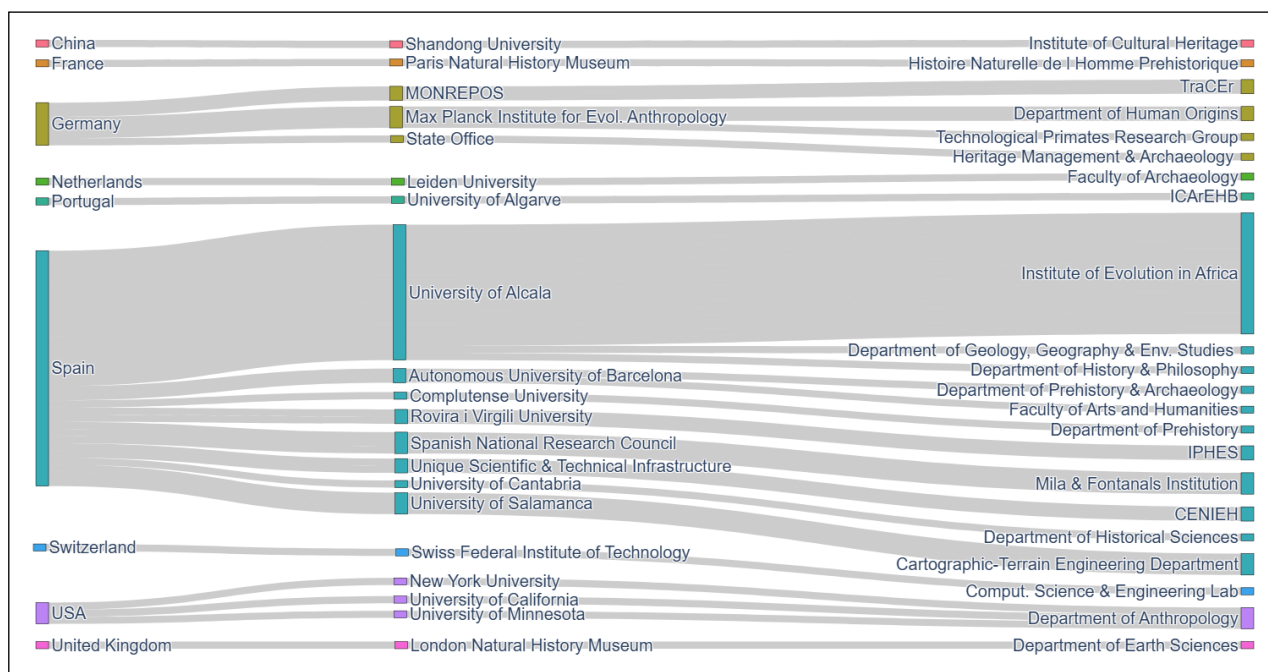 China
Shandong University
Institute of Cultural Heritage
France
Paris Natural History Museum
Histoire Naturelle de l Homme Prehistorique
MONREPOS
TraCEr
Germany
Max Planck Institute for Evol. Anthropology
Department of Human Origins
State Office
Technological Primates Research Group
Heritage Management & Archaeology
Netherlands
Leiden University
Faculty of Archaeology
Portugal
University of Algarve
ICArEHB
University of Alcala
Institute of Evolution in Africa
Spain
Department of Geology, Geography & Env. Studies
Department of History & Philosophy
Autonomous University of Barcelona
Department of Prehistory & Archaeology
Complutense University
Faculty of Arts and Humanities
Rovira i Virgili University
Department of Prehistory
Spanish National Research Council
IPHES
Unique Scientific & Technical Infrastructure
Mila & Fontanals Institution
University of Cantabria
University of Salamanca
CENIEH
Department of Historical Sciences
Switzerland
Swiss Federal Institute of Technology
Cartographic-Terrain Engineering Department
New York University
Comput. Science & Engineering Lab
USA
University of California
University of Minnesota
Department of Anthropology
United Kingdom
London Natural History Museum
Department of Earth Sciences